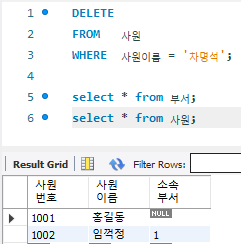 1 DELETE
2 FROM 사원
3 WHERE 사원이름 = '차명석';
4
5 select * from 부서;
6 select * from 사원;
Result Grid Filter Rows:
사원 사원 소속
번호 이름 부서
1001 홍길동 NULL
1002 임꺽정 1